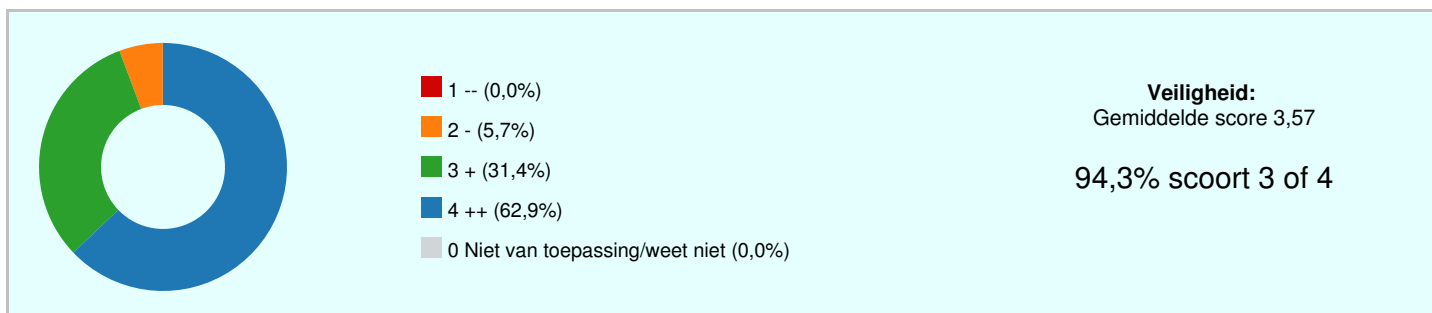 1 -- (0,0%)
2 - (5,7%)
3 + (31,4%)
4 ++ (62,9%)
0 Niet van toepassing/weet niet (0,0%)
Veiligheid:
Gemiddelde score 3,57
94,3% scoort 3 of 4